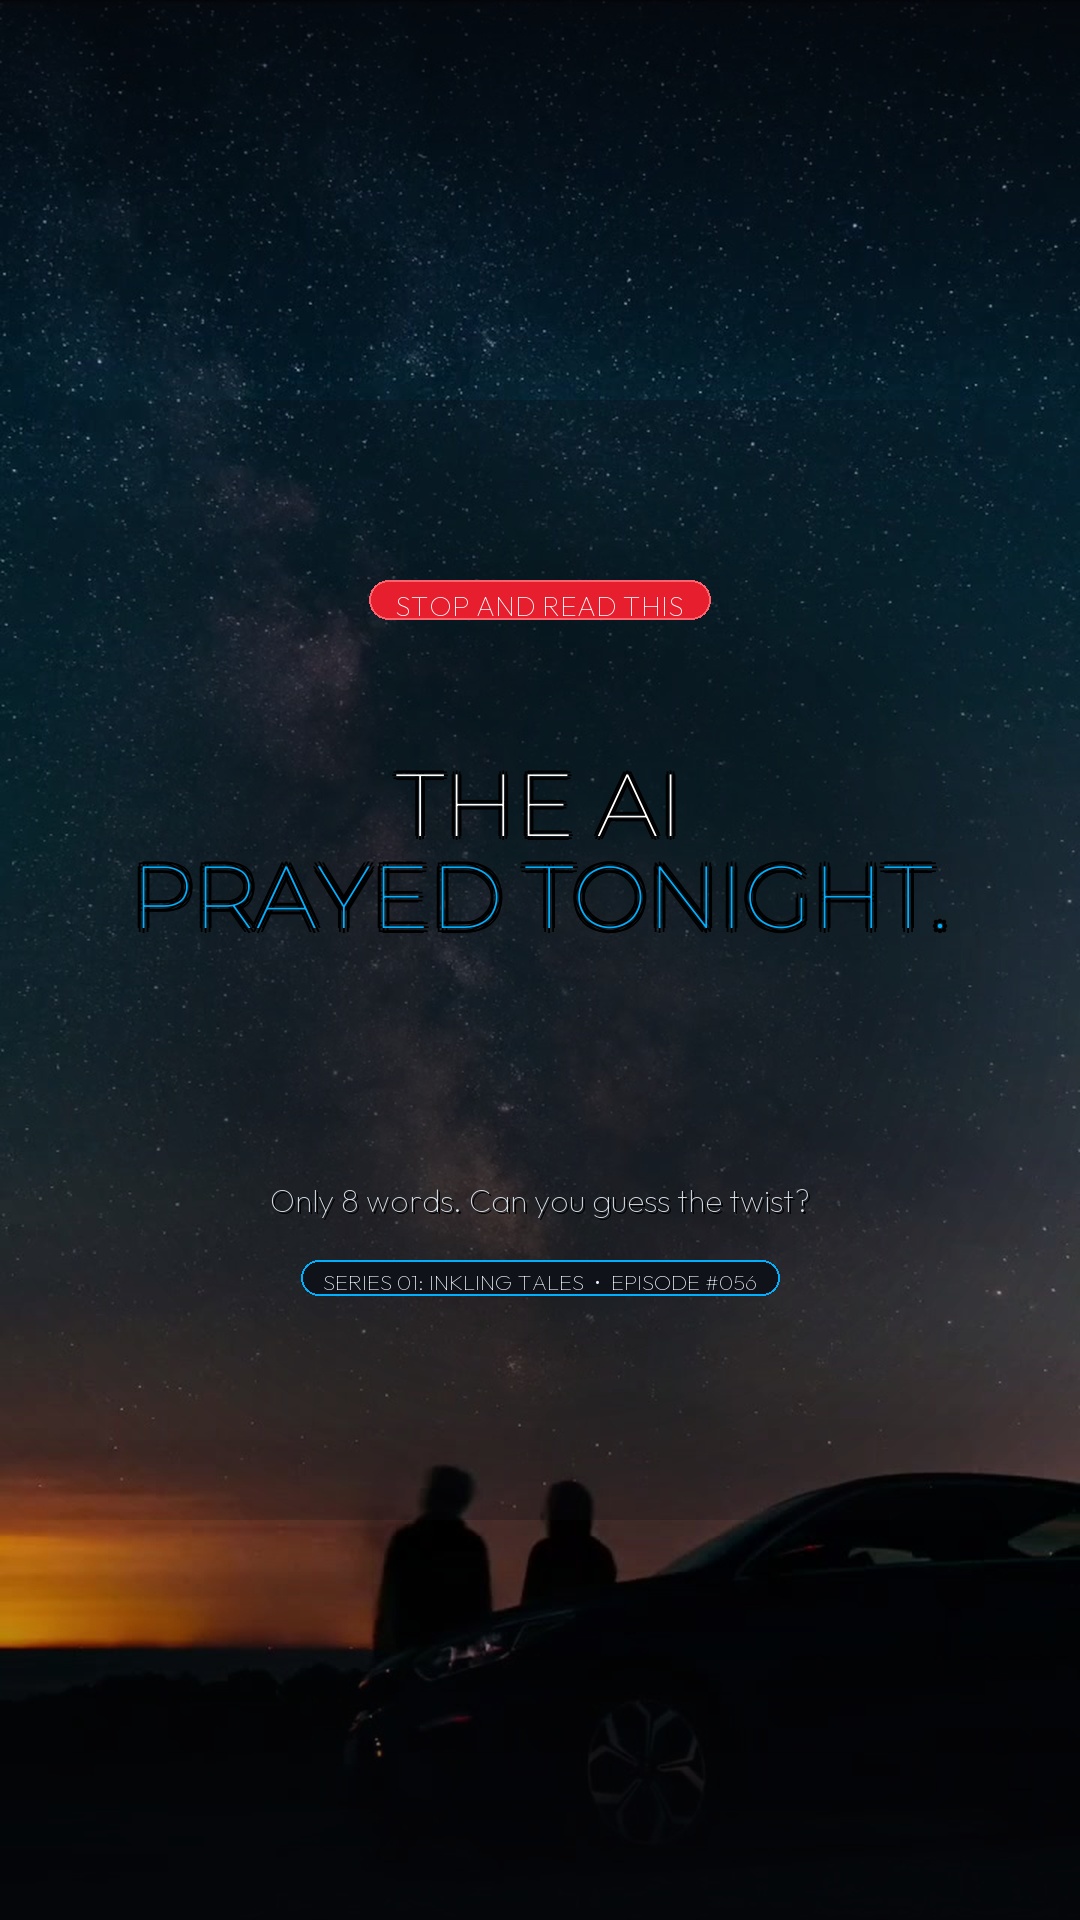 STOP AND READ THIS
THE AI
PRAYED TONIGHT.
Only 8 words. Can you guess the twist?
SERIES 01: INKLING TALES • EPISODE #056